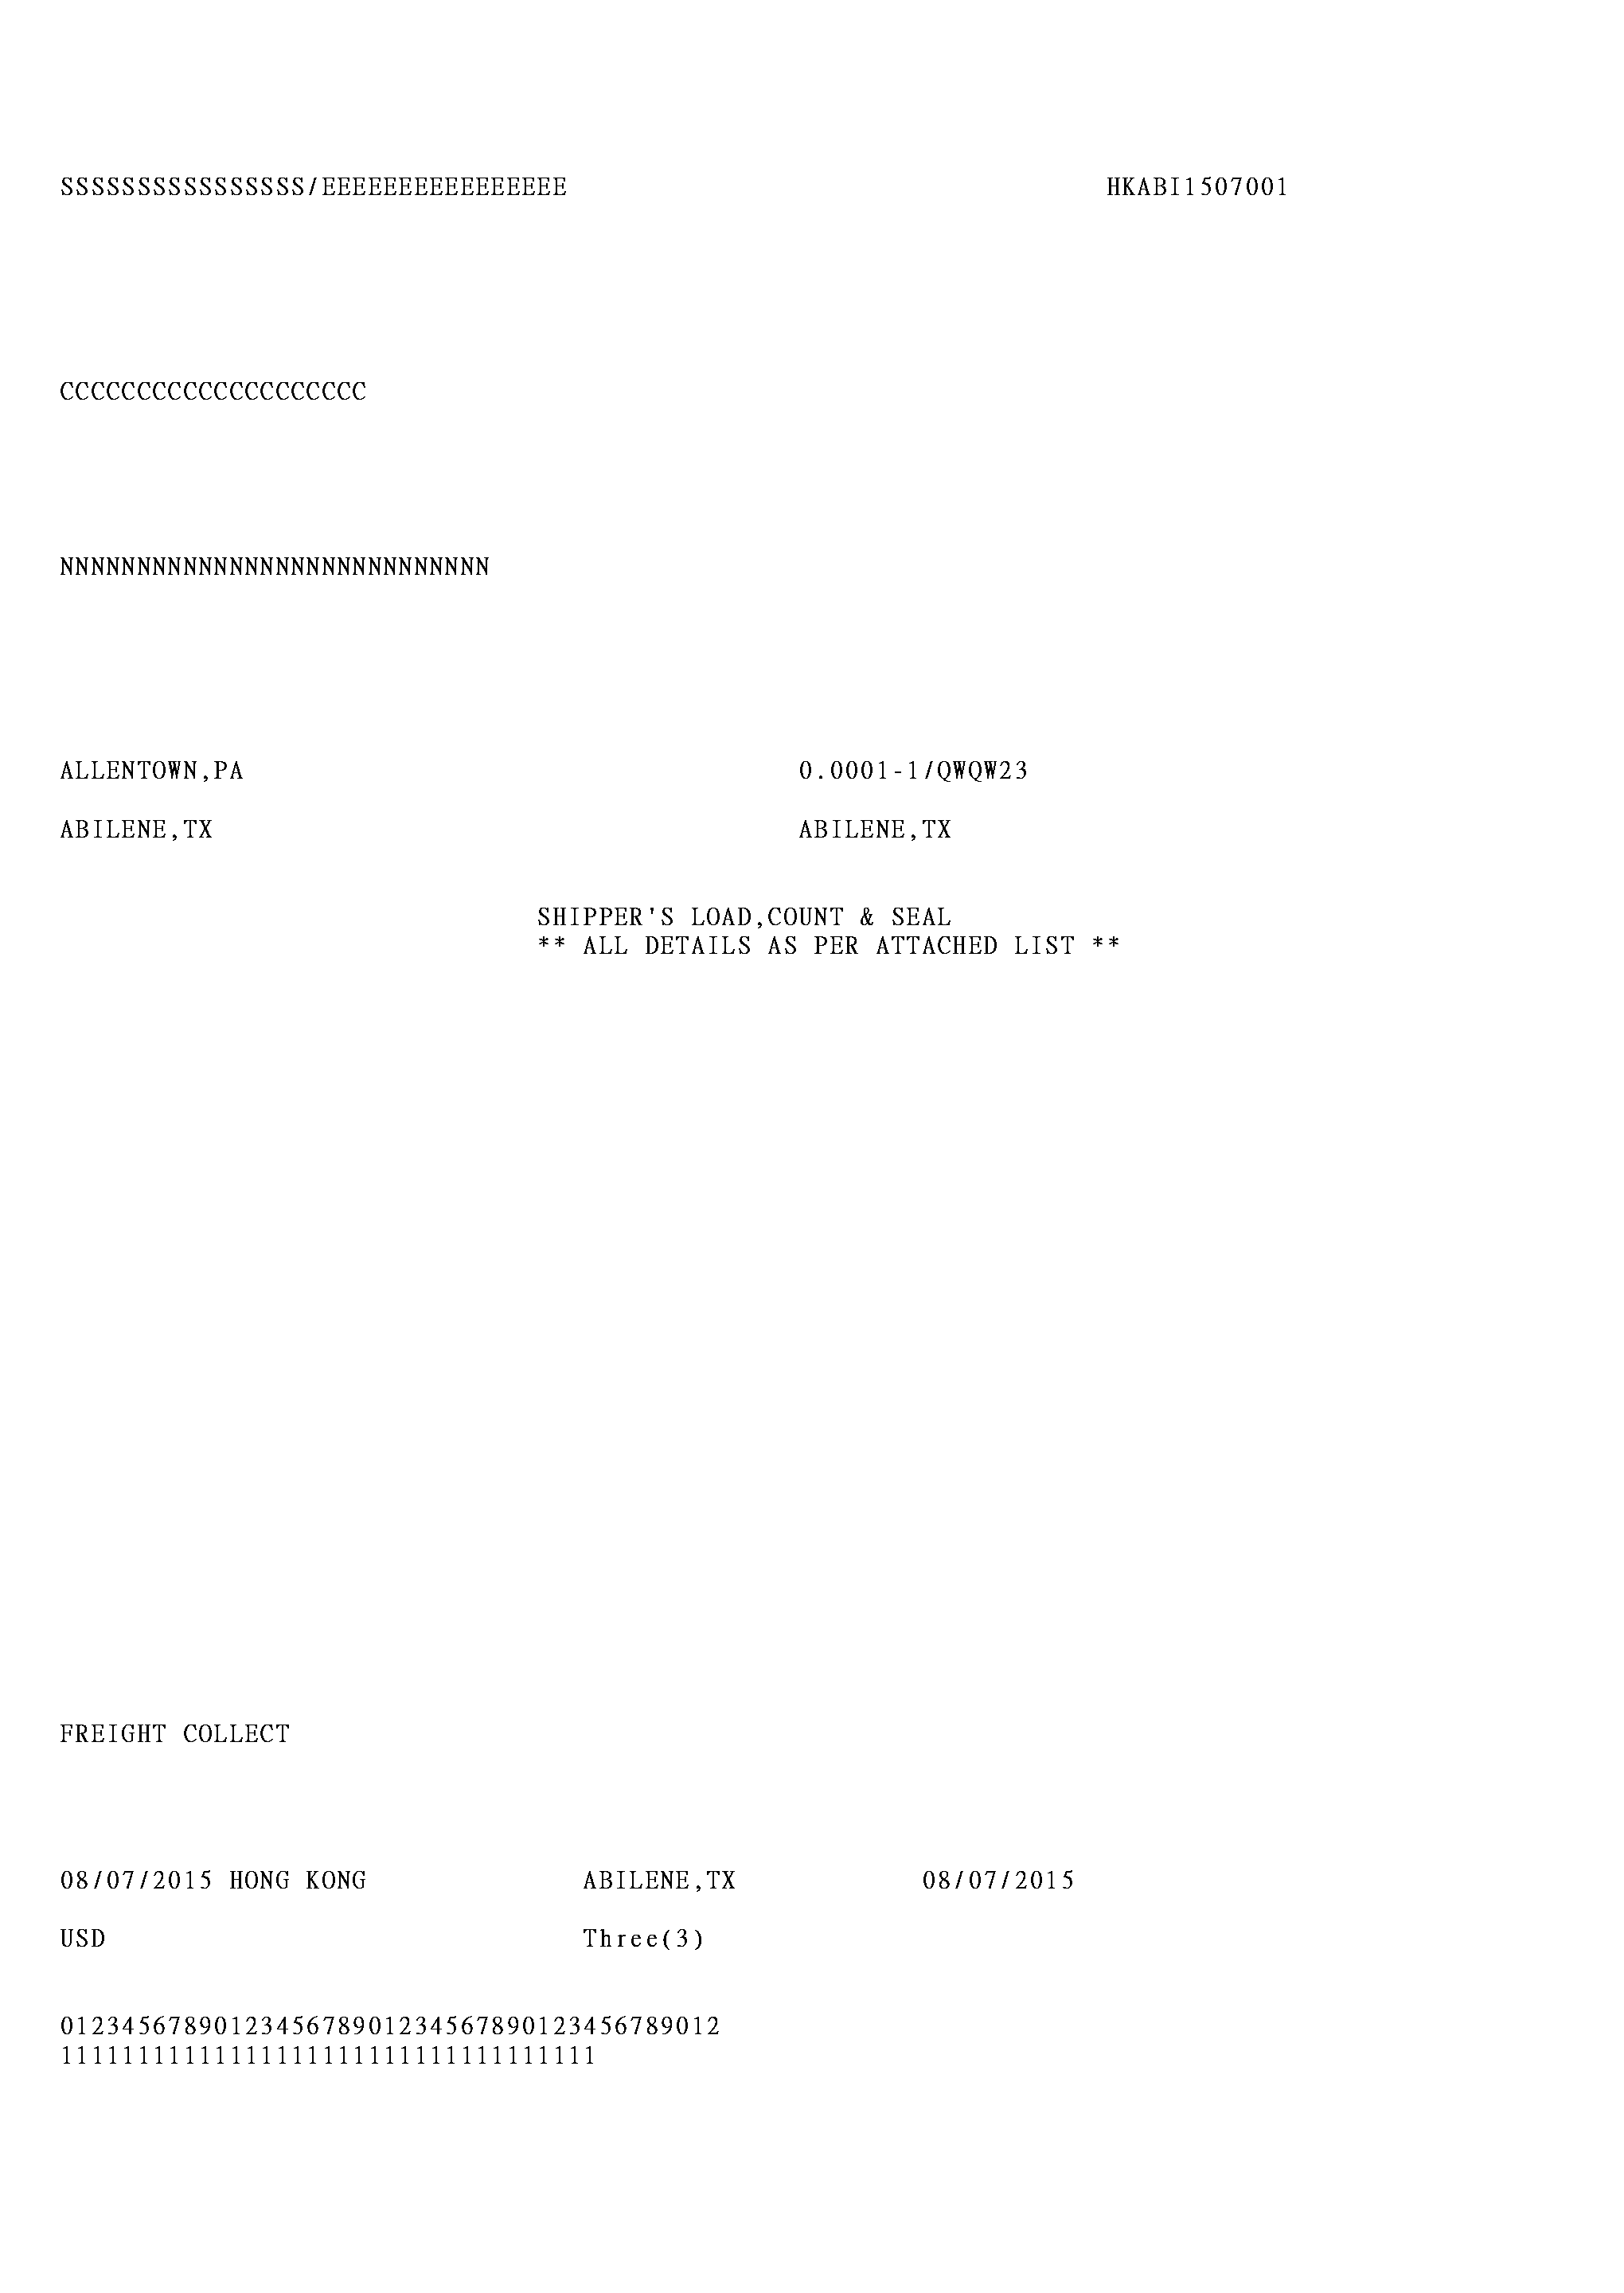 SSSSSSSSSSSSSSSS/EEEEEEEEEEEEEEEE HKABI1507001
CCCCCCCCCCCCCCCCCCCC
NNNNNNNNNNNNNNNNNNNNNNNNNNNN
ALLENTOWN,PA 0.0001-1/QWQW23
ABILENE,TX ABILENE,TX
SHIPPER'S LOAD,COUNT & SEAL
** ALL DETAILS AS PER ATTACHED LIST **
FREIGHT COLLECT
08/07/2015 HONG KONG ABILENE,TX 08/07/2015
USD Three(3)
0123456789012345678901234567890123456789012
11111111111111111111111111111111111